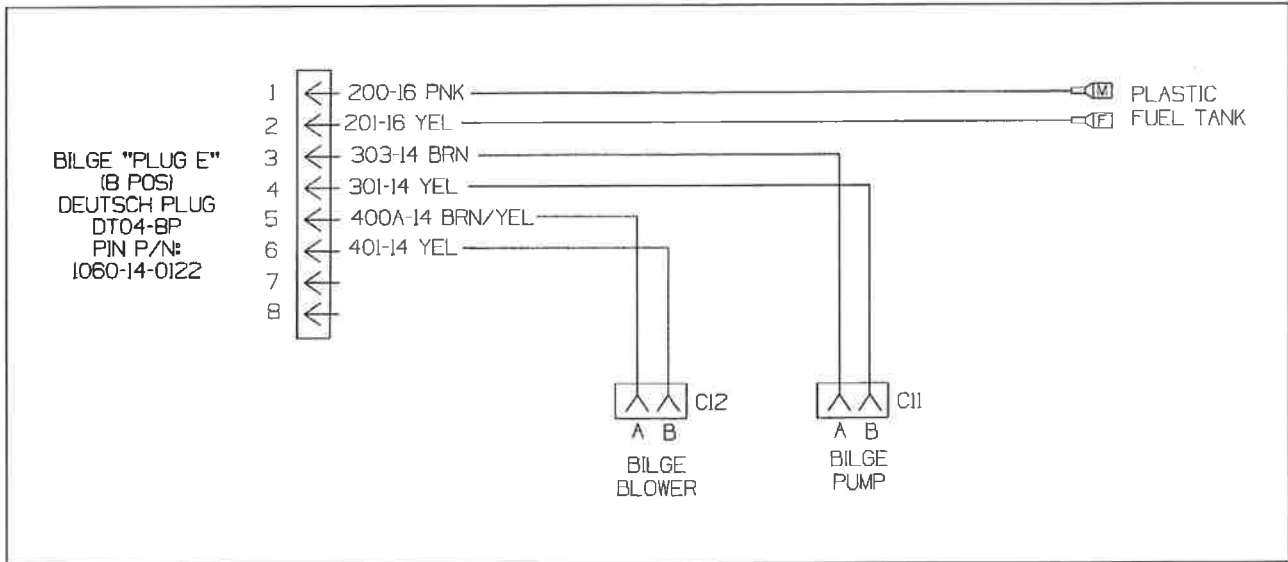 1 200-16 PNK
2 201-16 YEL
3 303-14 BRN
4 301-14 YEL
5 400A-14 BRN/YEL
6 401-14 YEL
7
8
BILGE "PLUG E"
(8 POS)
DEUTSCH PLUG
DT04-8P
PIN P/N:
1060-14-0122
M PLASTIC
F FUEL TANK
C12
A B
BILGE
BLOWER
C11
A B
BILGE
PUMP